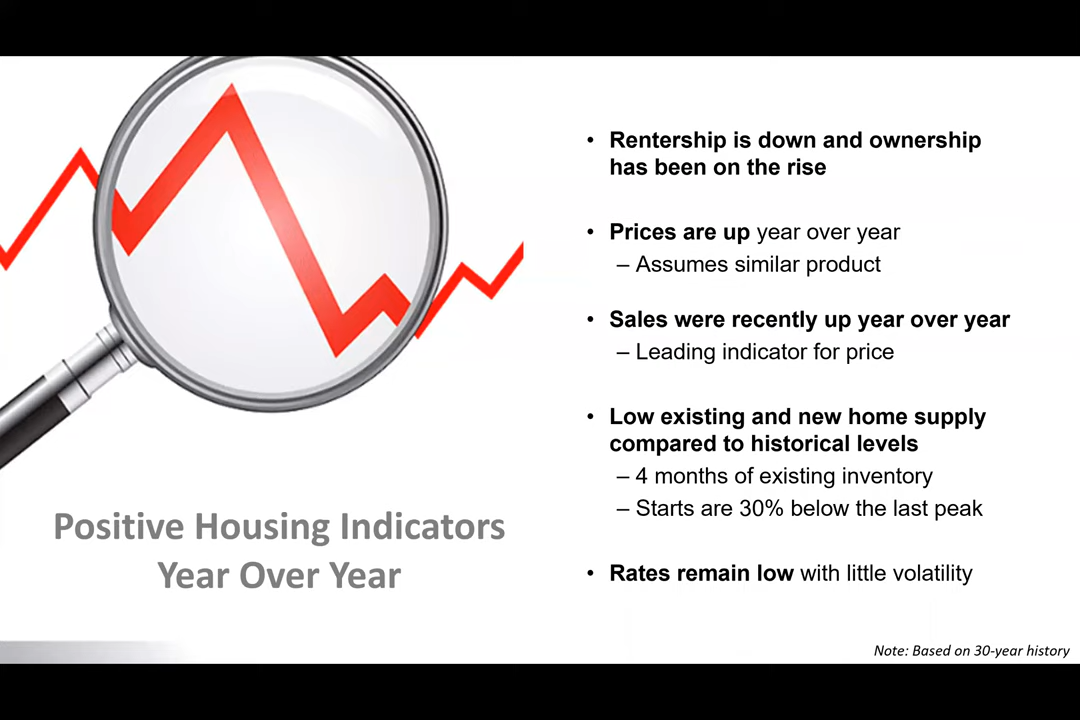 • Rentership is down and ownership
has been on the rise
• Prices are up year over year
– Assumes similar product
• Sales were recently up year over year
– Leading indicator for price
• Low existing and new home supply
compared to historical levels
– 4 months of existing inventory
– Starts are 30% below the last peak
• Rates remain low with little volatility
Positive Housing Indicators
Year Over Year
Note: Based on 30-year history